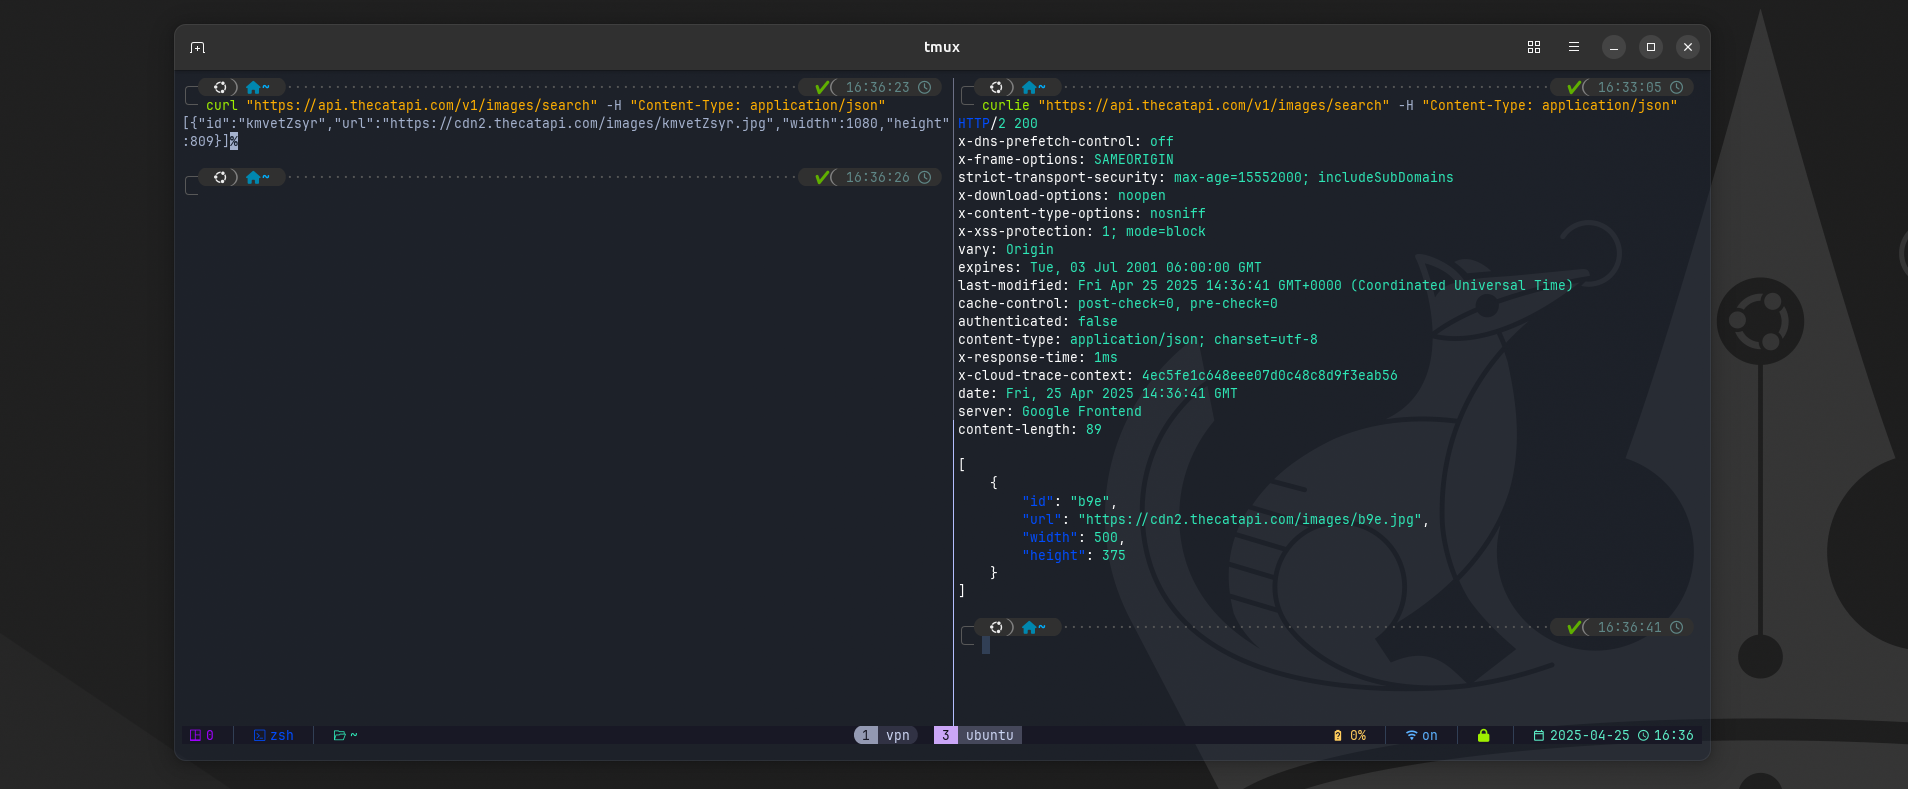 tmux
~ 16:36:23
curl "https://api.thecatapi.com/v1/images/search" -H "Content-Type: application/json"
[{"id":"kmvetZsyr","url":"https://cdn2.thecatapi.com/images/kmvetZsyr.jpg","width":1080,"height"
:809}]%
~ 16:36:26
~ 16:33:05
curlie "https://api.thecatapi.com/v1/images/search" -H "Content-Type: application/json"
HTTP/2 200
x-dns-prefetch-control: off
x-frame-options: SAMEORIGIN
strict-transport-security: max-age=15552000; includeSubDomains
x-download-options: noopen
x-content-type-options: nosniff
x-xss-protection: 1; mode=block
vary: Origin
expires: Tue, 03 Jul 2001 06:00:00 GMT
last-modified: Fri Apr 25 2025 14:36:41 GMT+0000 (Coordinated Universal Time)
cache-control: post-check=0, pre-check=0
authenticated: false
content-type: application/json; charset=utf-8
x-response-time: 1ms
x-cloud-trace-context: 4ec5fe1c648eee07d0c48c8d9f3eab56
date: Fri, 25 Apr 2025 14:36:41 GMT
server: Google Frontend
content-length: 89
[
{
"id": "b9e",
"url": "https://cdn2.thecatapi.com/images/b9e.jpg",
"width": 500,
"height": 375
}
]
~ 16:36:41
0 zsh ~ 1 vpn 3 ubuntu 0% on 2025-04-25 16:36